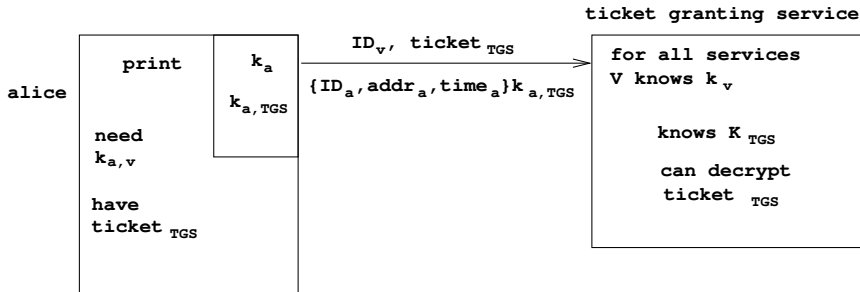 ticket granting service
alice
print
k_a
k_a,TGS
need
k_a,v
have
ticket_TGS
ID_v, ticket_TGS
{ID_a,addr_a,time_a}k_a,TGS
for all services
V knows k_v
knows K_TGS
can decrypt
ticket_TGS